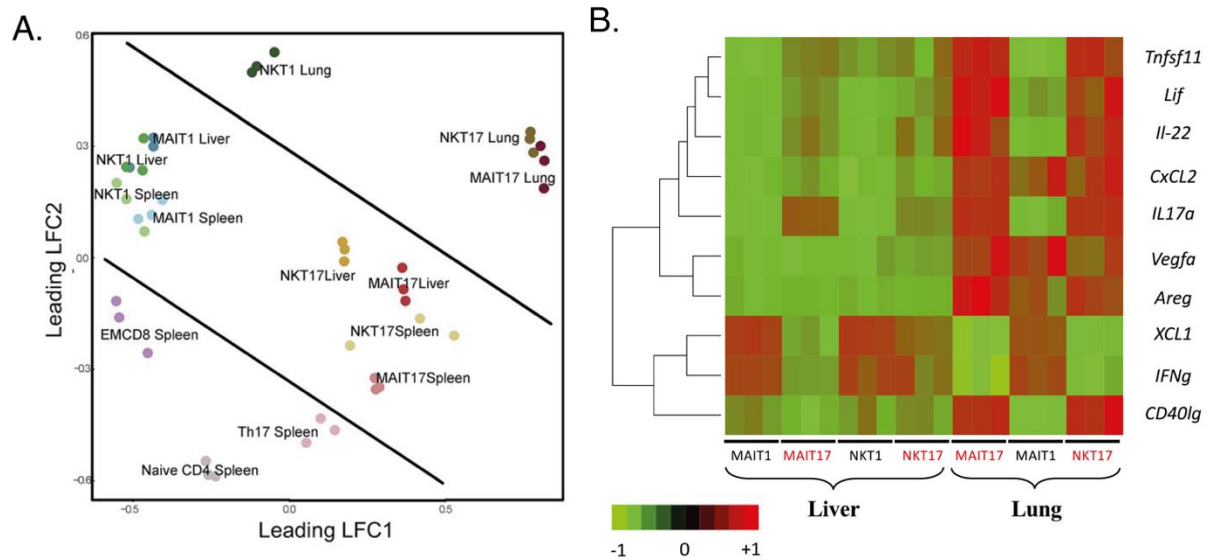 A.
0.6
0.3
-
-0.3
-0.6
Leading LFC2
NKT1 Lung
MAIT1 Liver
NKT1 Liver
NKT1 Spleen
MAIT1 Spleen
NKT17 Lung
MAIT17 Lung
NKT17Liver
MAIT17Liver
NKT17Spleen
EMCD8 Spleen
MAIT17Spleen
Th17 Spleen
Naive CD4 Spleen
-0.5
0.0
0.5
Leading LFC1
B.
Tnfsf11
Lif
Il-22
CxCL2
IL17a
Vegfa
Areg
XCL1
IFNg
CD40lg
MAIT1 MAIT17 NKT1 NKT17 MAIT17 MAIT1 NKT17
Liver Lung
-1 0 +1